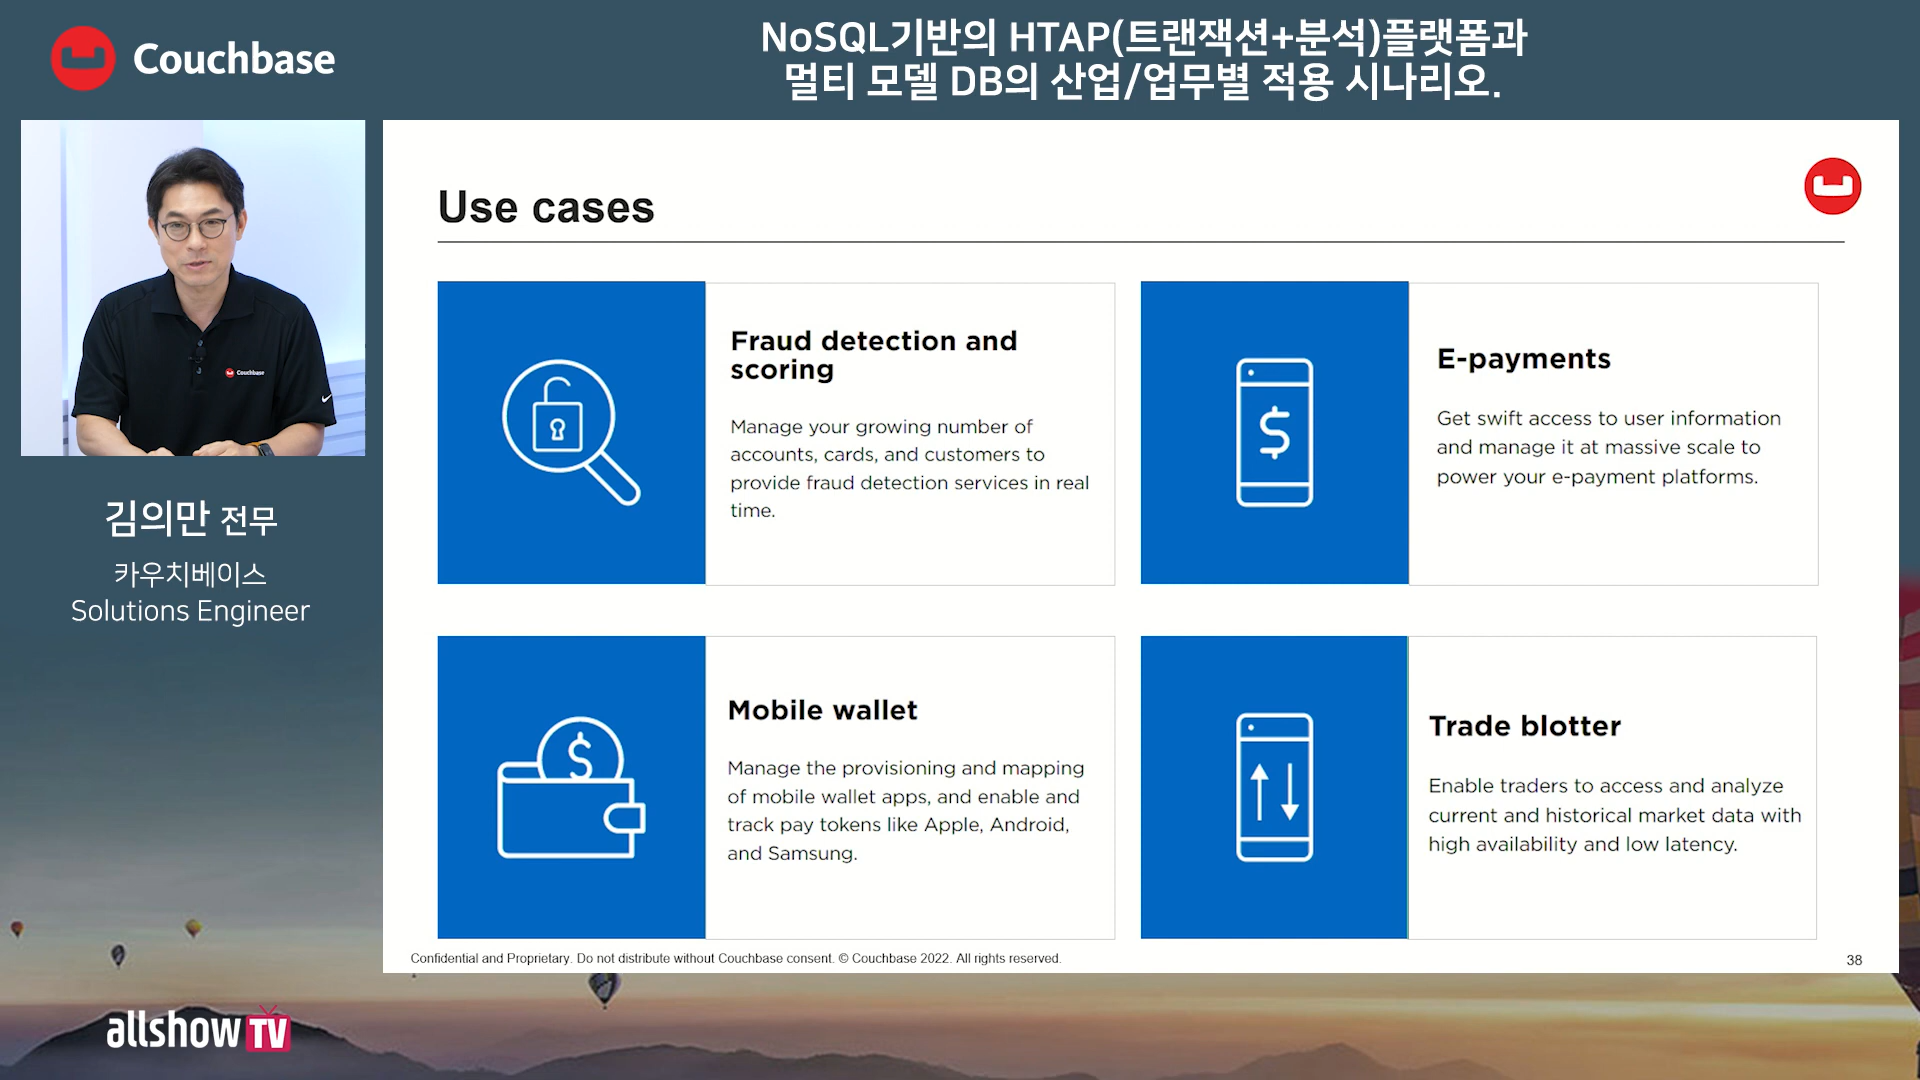 Couchbase
NoSQL기반의 HTAP(트랜잭션+분석)플랫폼과
멀티 모델 DB의 산업/업무별 적용 시나리오.
Couchbase
김의만 전무
카우치베이스
Solutions Engineer
Use cases
Fraud detection and
scoring
Manage your growing number of
accounts, cards, and customers to
provide fraud detection services in real
time.
$
E-payments
Get swift access to user information
and manage it at massive scale to
power your e-payment platforms.
$
Mobile wallet
Manage the provisioning and mapping
of mobile wallet apps, and enable and
track pay tokens like Apple, Android,
and Samsung.
Trade blotter
Enable traders to access and analyze
current and historical market data with
high availability and low latency.
Confidential and Proprietary. Do not distribute without Couchbase consent. © Couchbase 2022. All rights reserved.
38
allshow TV